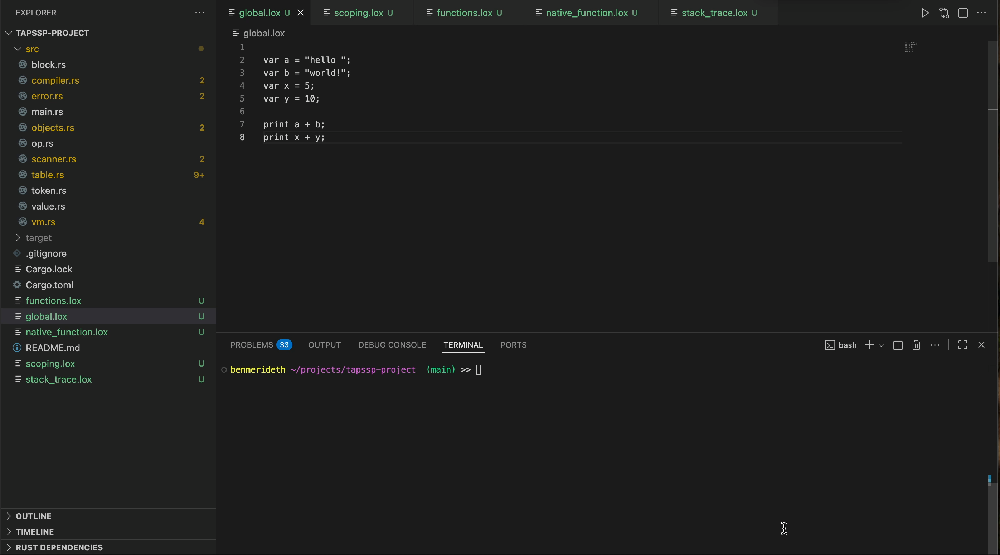 EXPLORER
TAPSSP-PROJECT
src
block.rs
compiler.rs 2
error.rs 2
main.rs
objects.rs 2
op.rs
scanner.rs 2
table.rs 9+
token.rs
value.rs
vm.rs 4
target
.gitignore
Cargo.lock
Cargo.toml
functions.lox U
global.lox U
native_function.lox U
README.md
scoping.lox U
stack_trace.lox U
OUTLINE
TIMELINE
RUST DEPENDENCIES
global.lox U scoping.lox U functions.lox U native_function.lox U stack_trace.lox U
global.lox
1
2 var a = "hello ";
3 var b = "world!";
4 var x = 5;
5 var y = 10;
6
7 print a + b;
8 print x + y;
PROBLEMS 33 OUTPUT DEBUG CONSOLE TERMINAL PORTS bash
benmerideth ~/projects/tapssp-project (main) >>